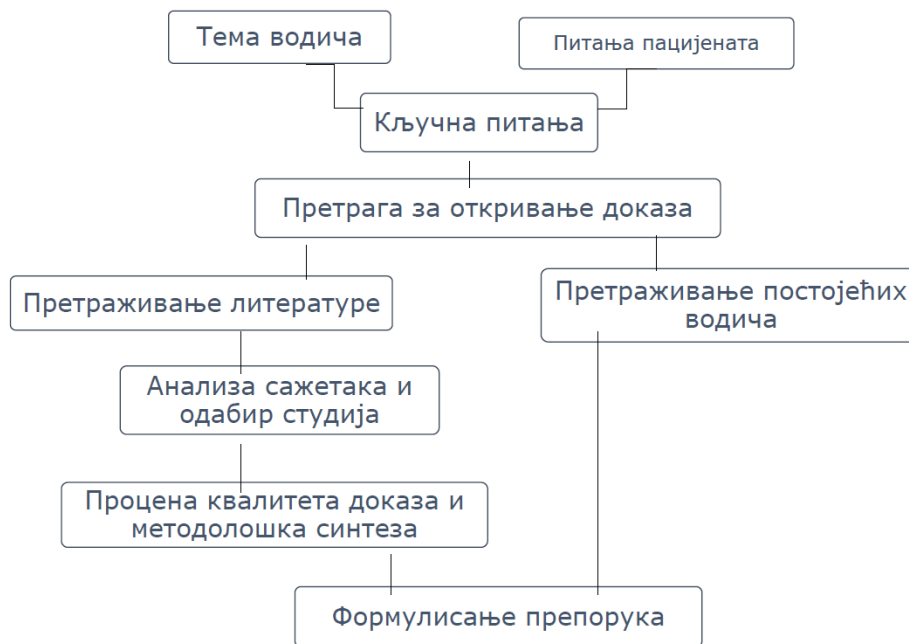 Тема водича
Питања пацијената
Кључна питања
Претрага за откривање доказа
Претраживање литературе
Претраживање постојећих
водича
Анализа сажетака и
одабир студија
Процена квалитета доказа и
методолошка синтеза
Формулисање препорука